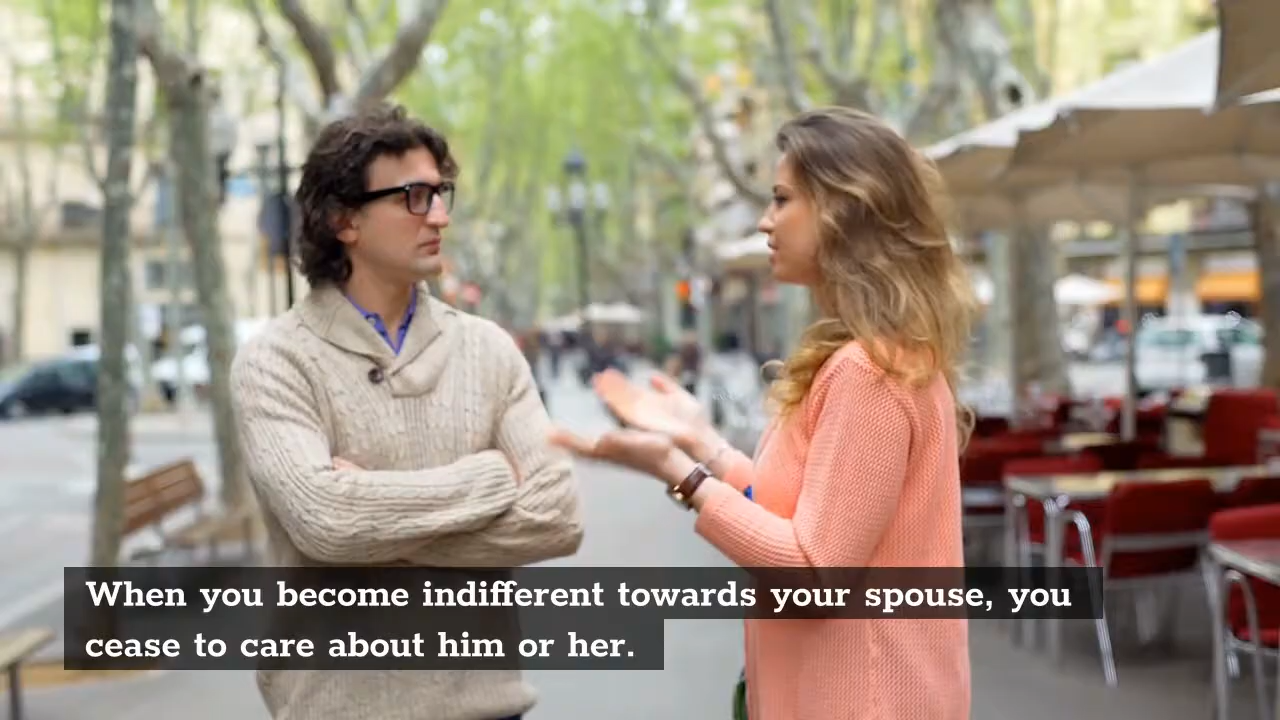 When you become indifferent towards your spouse, you
cease to care about him or her.